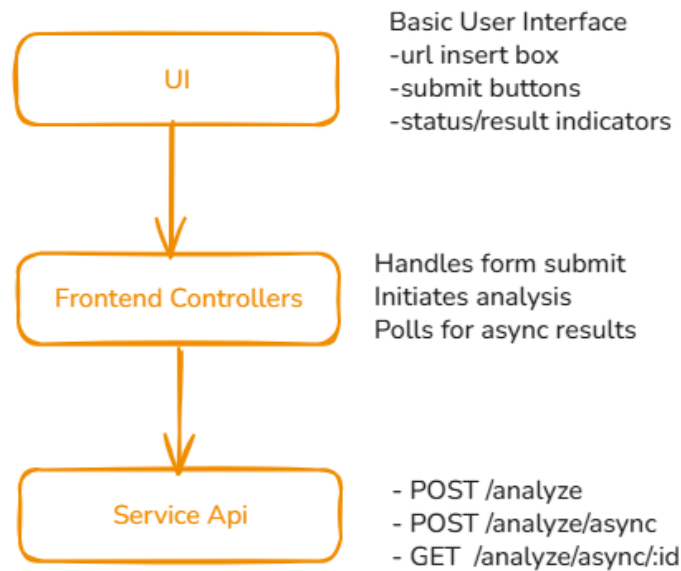 UI
Basic User Interface
-url insert box
-submit buttons
-status/result indicators
Frontend Controllers
Handles form submit
Initiates analysis
Polls for async results
Service Api
- POST /analyze
- POST /analyze/async
- GET  /analyze/async/:id